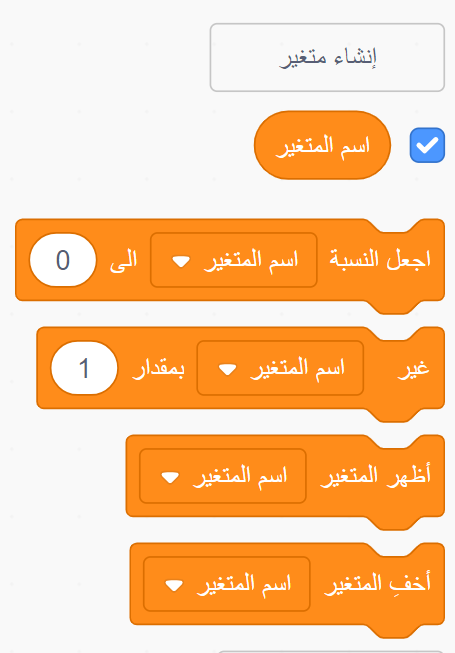 إنشاء متغير
اسم المتغير
اجعل النسبة اسم المتغير الى 0
غير اسم المتغير بمقدار 1
أظهر المتغير اسم المتغير
أخفِ المتغير اسم المتغير